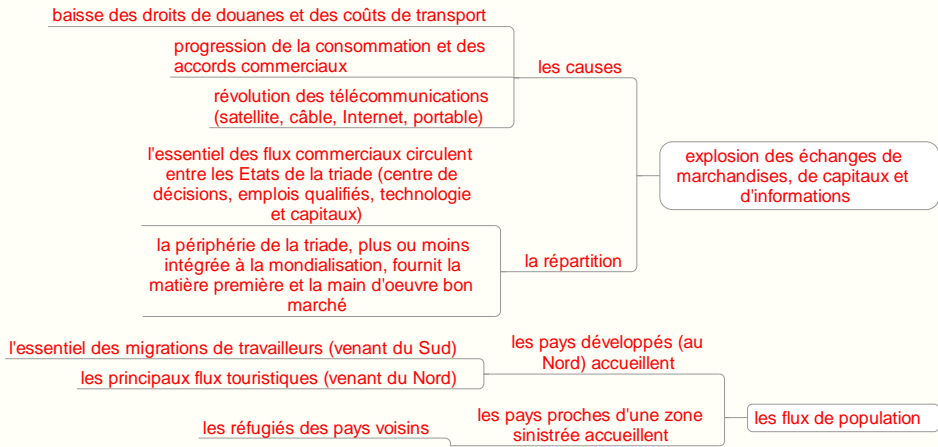 baisse des droits de douanes et des coûts de transport
progression de la consommation et des
accords commerciaux
révolution des télécommunications
(satellite, câble, Internet, portable)
les causes
l'essentiel des flux commerciaux circulent
entre les Etats de la triade (centre de
décisions, emplois qualifiés, technologie
et capitaux)
la périphérie de la triade, plus ou moins
intégrée à la mondialisation, fournit la
matière première et la main d'oeuvre bon
marché
la répartition
explosion des échanges de
marchandises, de capitaux et
d'informations
l'essentiel des migrations de travailleurs (venant du Sud)
les principaux flux touristiques (venant du Nord)
les pays développés (au
Nord) accueillent
les réfugiés des pays voisins
les pays proches d'une zone
sinistrée accueillent
les flux de population